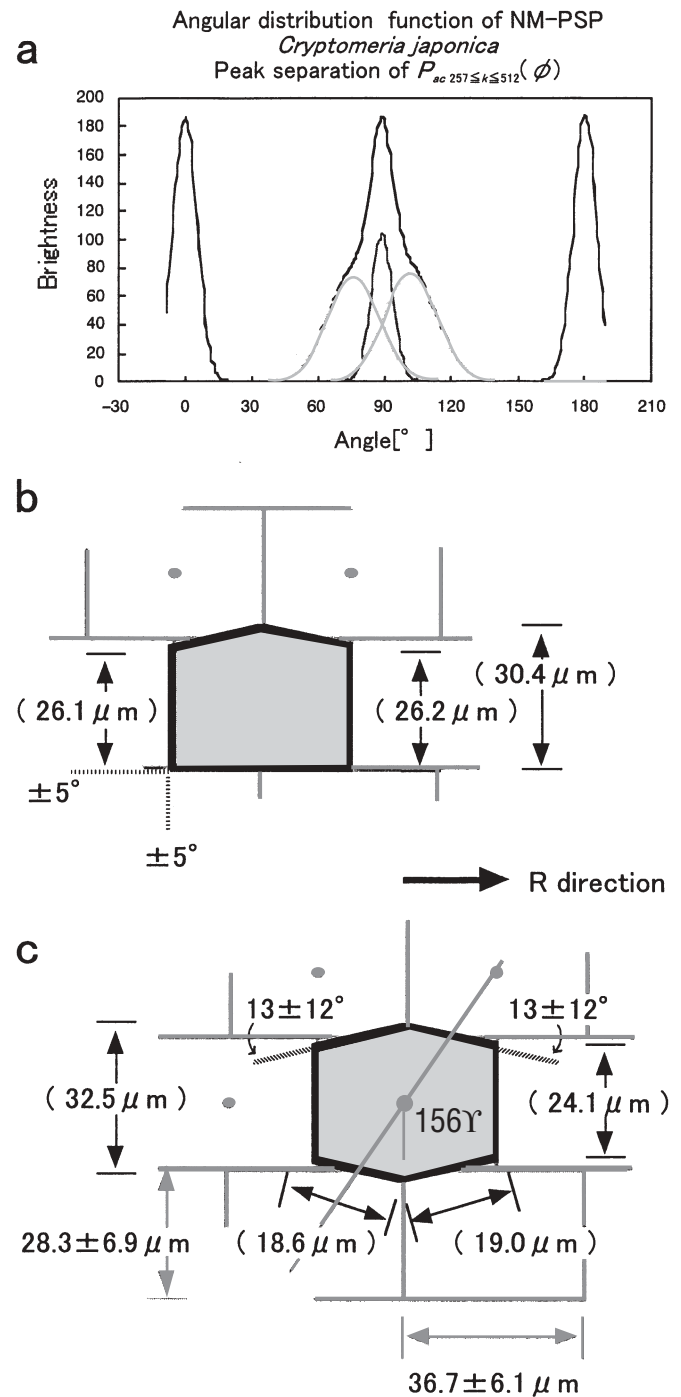 Angular distribution function of NM-PSP
Cryptomeria japonica
Peak separation of Pac 257≦k≦512(φ)
a
200
180
160
140
120
100
80
60
40
20
0
Brightness
-30 0 30 60 90 120 150 180 210
Angle[° ]
b
( 30.4 μm )
( 26.1 μm ) ( 26.2 μm )
±5°
±5°
R direction
c
13±12° 13±12°
( 32.5 μm ) ( 24.1 μm )
156ϒ
28.3±6.9 μm ( 18.6 μm ) ( 19.0 μm )
36.7±6.1 μm